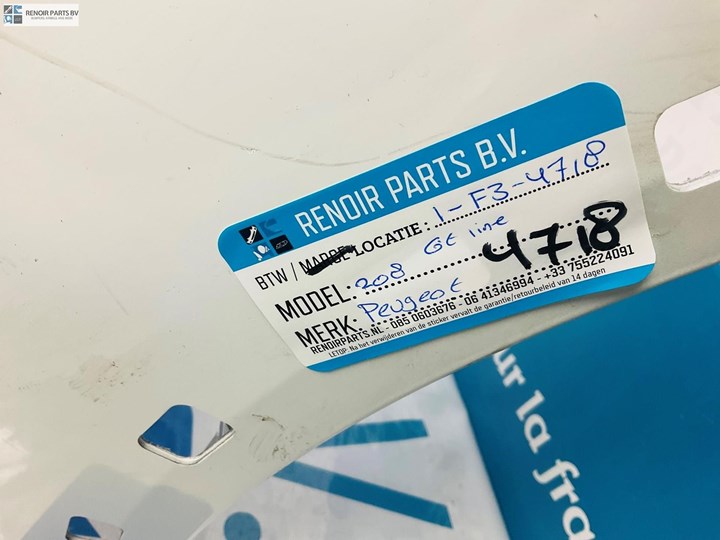 RENOIR PARTS BV
RENOIR PARTS B.V.
BTW / MARGE LOCATIE: 1-F3-4718
MODEL: 208 Gt line
4718
MERK: Peugeot
RENOIRPARTS.NL - 085 0603676 - 06 41346994 - +33 755224091
LETOP: Na het verwijderen van de sticker vervalt de garantie/retourbeleid van 14 dagen
ur la fra